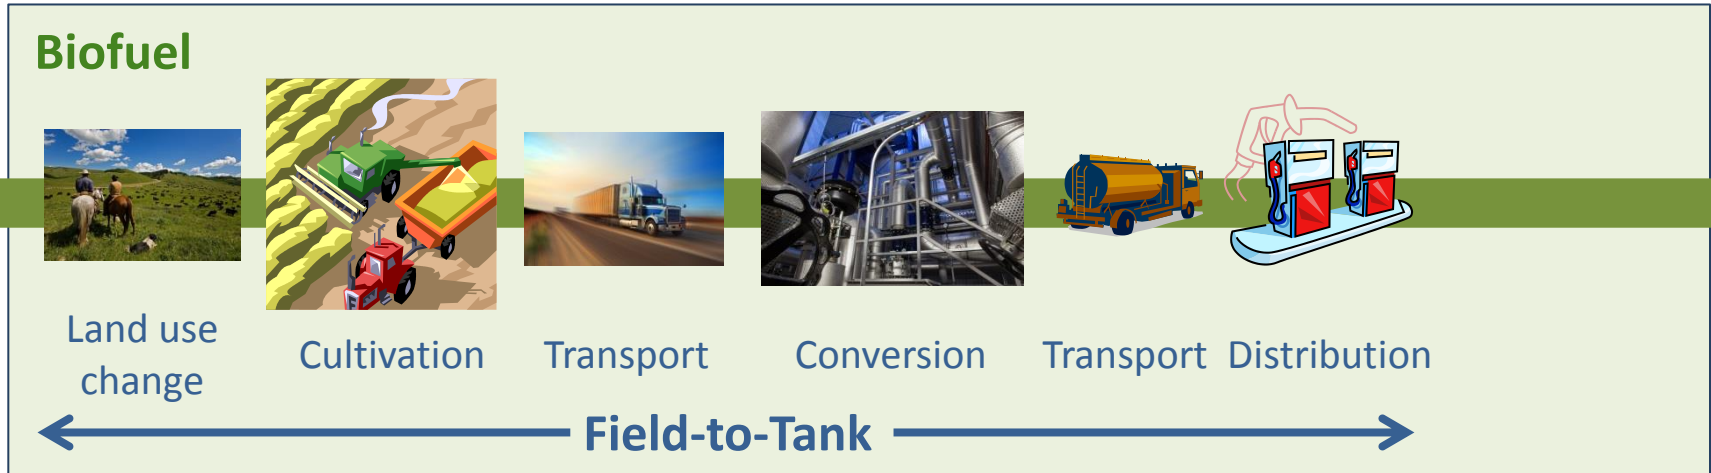 Biofuel
Land use
change
Cultivation
Transport
Conversion
Transport
Distribution
Field-to-Tank